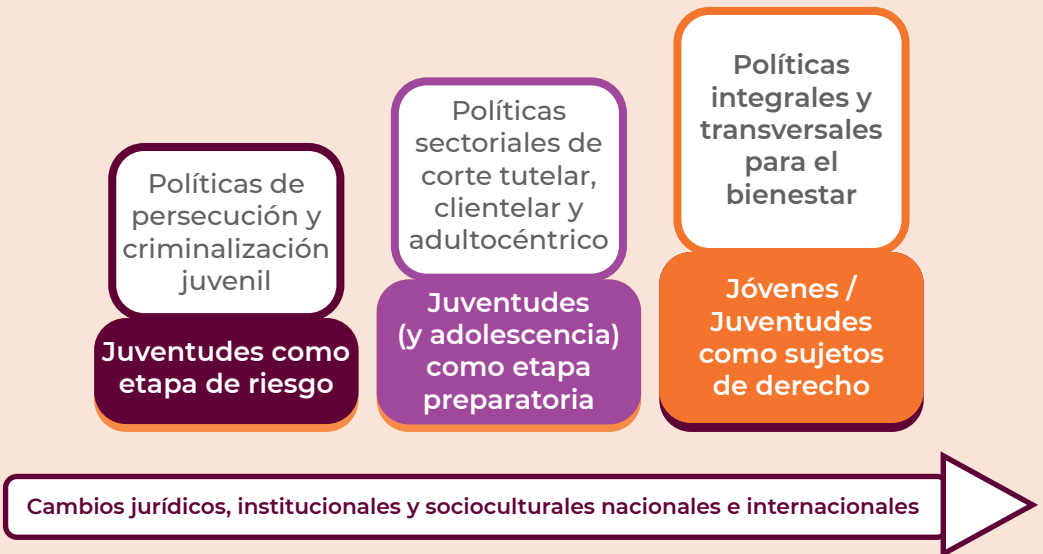 Políticas de
persecución y
criminalización
juvenil
Juventudes como
etapa de riesgo
Políticas
sectoriales de
corte tutelar,
clientelar y
adultocéntrico
Juventudes
(y adolescencia)
como etapa
preparatoria
Políticas
integrales y
transversales
para el
bienestar
Jóvenes /
Juventudes
como sujetos
de derecho
Cambios jurídicos, institucionales y socioculturales nacionales e internacionales